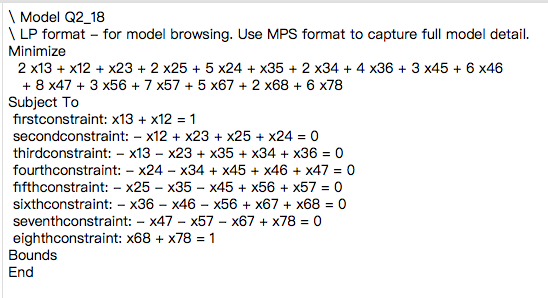 \ Model Q2_18
\ LP format – for model browsing. Use MPS format to capture full model detail.
Minimize
2 x13 + x12 + x23 + 2 x25 + 5 x24 + x35 + 2 x34 + 4 x36 + 3 x45 + 6 x46
+ 8 x47 + 3 x56 + 7 x57 + 5 x67 + 2 x68 + 6 x78
Subject To
firstconstraint: x13 + x12 = 1
secondconstraint: – x12 + x23 + x25 + x24 = 0
thirdconstraint: – x13 – x23 + x35 + x34 + x36 = 0
fourthconstraint: – x24 – x34 + x45 + x46 + x47 = 0
fifthconstraint: – x25 – x35 – x45 + x56 + x57 = 0
sixthconstraint: – x36 – x46 – x56 + x67 + x68 = 0
seventhconstraint: – x47 – x57 – x67 + x78 = 0
eighthconstraint: x68 + x78 = 1
Bounds
End